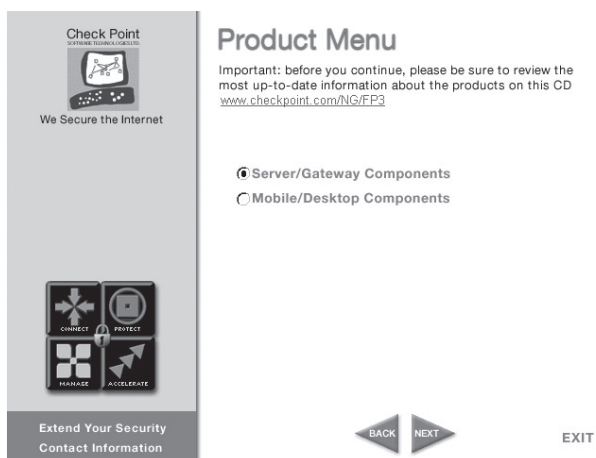 Check Point
SOFTWARE TECHNOLOGIES LTD.
We Secure the Internet
CONNECT
PROTECT
MANAGE
ACCELERATE
Extend Your Security
Contact Information
Product Menu
Important: before you continue, please be sure to review the
most up-to-date information about the products on this CD
www.checkpoint.com/NG/FP3
Server/Gateway Components
Mobile/Desktop Components
BACK
NEXT
EXIT